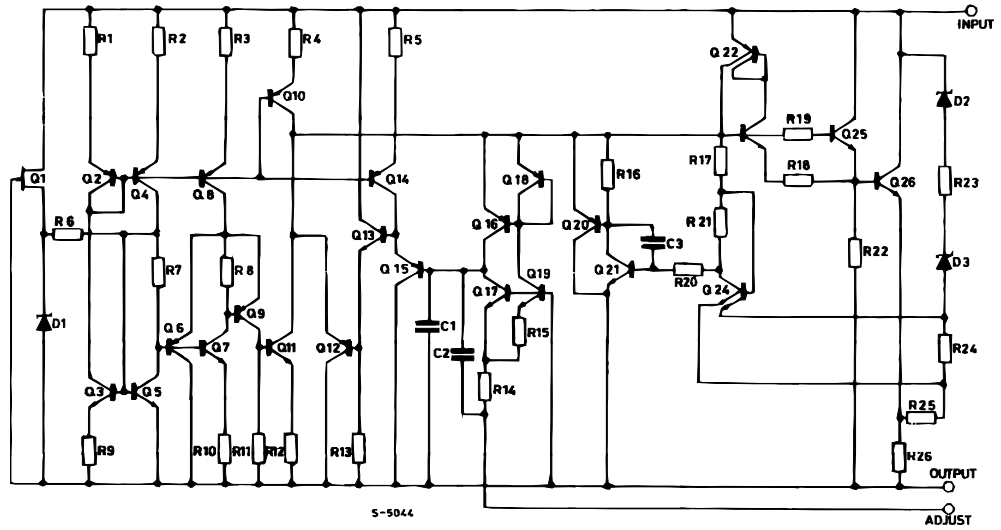 INPUT
R1
R2
R3
R4
R5
Q22
Q10
D2
R19
Q25
R18
R17
Q1
Q2
Q4
Q8
Q14
Q18
R16
Q26
R23
R6
Q13
Q16
Q20
R21
R22
C3
D3
R7
R8
Q15
Q19
Q21
R20
Q24
Q17
D1
Q6
Q9
Q7
Q11
Q12
C1
R15
C2
R24
Q3
Q5
R14
R25
R9
R10
R11
R12
R13
R26
OUTPUT
S-5044
ADJUST